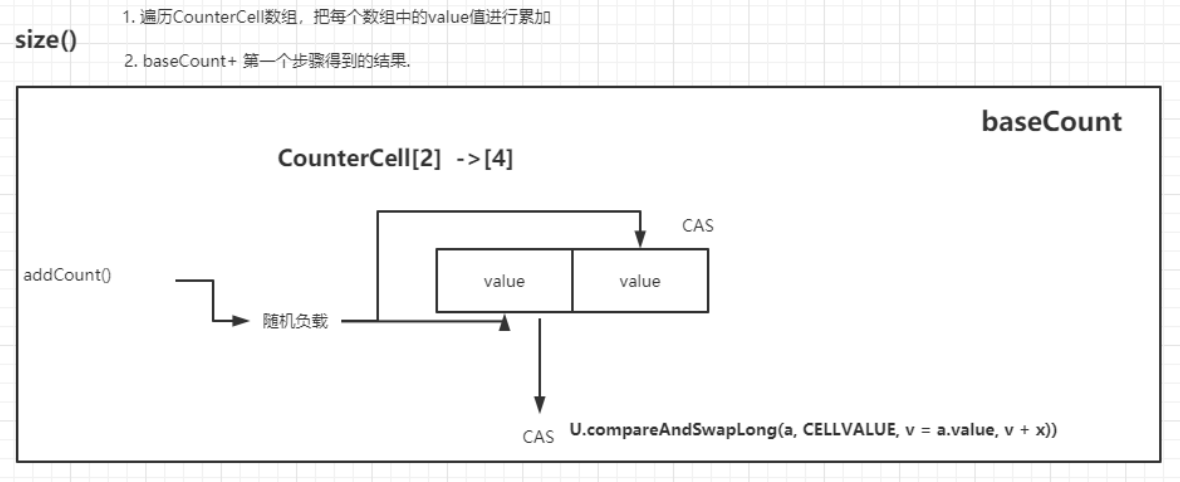 1. 遍历CounterCell数组，把每个数组中的value值进行累加
size()
2. baseCount+ 第一个步骤得到的结果.
baseCount
CounterCell[2] ->[4]
CAS
addCount()
value
value
随机负载
CAS
U.compareAndSwapLong(a, CELLVALUE, v = a.value, v + x))